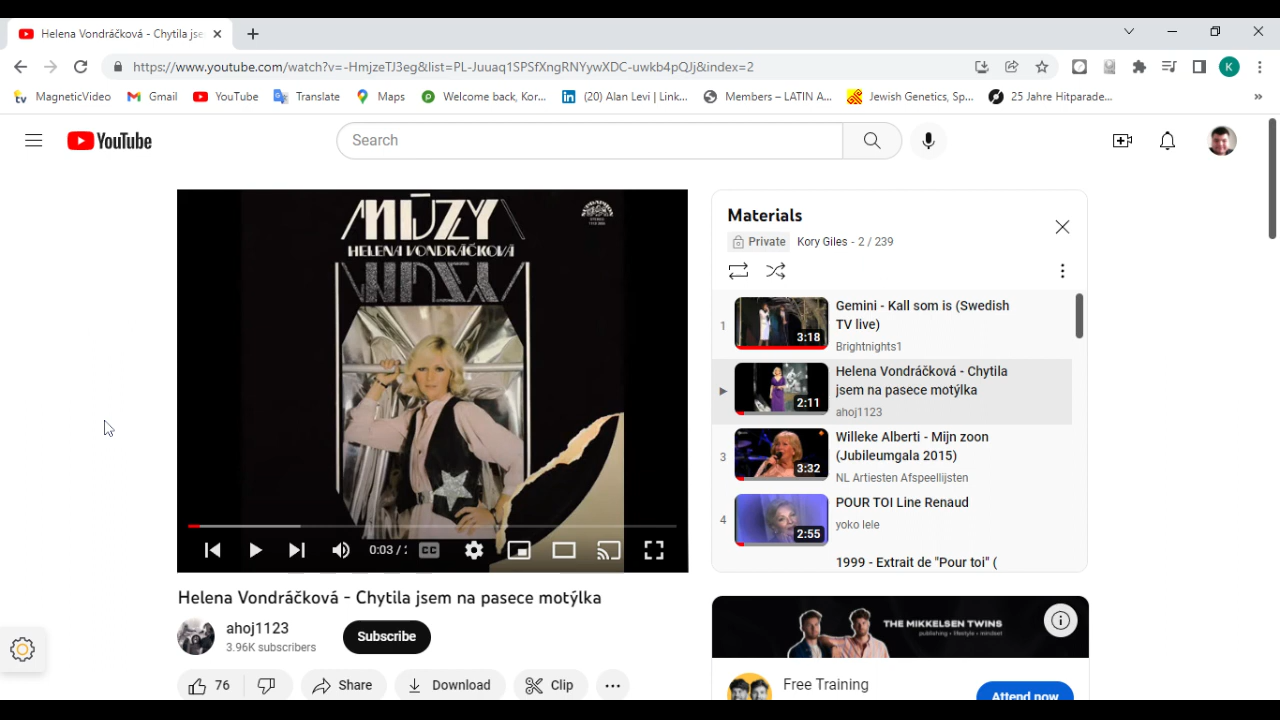 Helena Vondráčková - Chytila jse
https://www.youtube.com/watch?v=-HmjzeTJ3eg&list=PL-Juuaq1SPSfXngRNYywXDC-uwkb4pQJj&index=2
K
MagneticVideo
Gmail
YouTube
Translate
Maps
Welcome back, Kor...
(20) Alan Levi | Link...
Members – LATIN A...
Jewish Genetics, Sp...
25 Jahre Hitparade...
»
YouTube
Search
MŪZY
HELENA VONDRÁČKOVÁ
SUPRAPHON
0:03 / 2
CC
Helena Vondráčková - Chytila jsem na pasece motýlka
ahoj1123
3.96K subscribers
Subscribe
76
Share
Download
Clip
Materials
Private
Kory Giles - 2 / 239
1
3:18
Gemini - Kall som is (Swedish
TV live)
Brightnights1
2:11
Helena Vondráčková - Chytila
jsem na pasece motýlka
ahoj1123
3
3:32
Willeke Alberti - Mijn zoon
(Jubileumgala 2015)
NL Artiesten Afspeellijsten
4
2:55
POUR TOI Line Renaud
yoko lele
1999 - Extrait de "Pour toi" (
THE MIKKELSEN TWINS
publishing • lifestyle • mindset
Free Training
Attend now